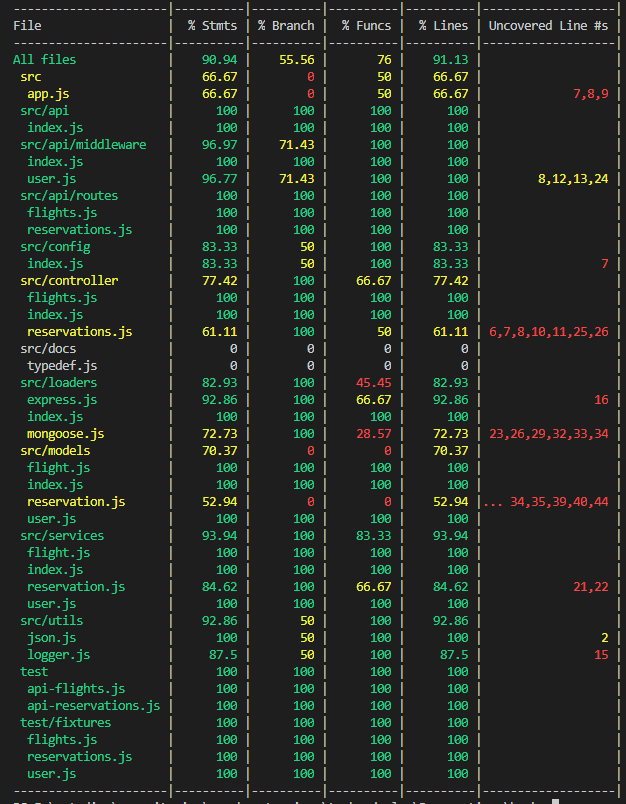 ----------------------|----------|----------|----------|----------|-------------------|
File                  |  % Stmts | % Branch |  % Funcs |  % Lines | Uncovered Line #s |
----------------------|----------|----------|----------|----------|-------------------|
All files             |    90.94 |    55.56 |       76 |    91.13 |                   |
 src                  |    66.67 |        0 |       50 |    66.67 |                   |
  app.js              |    66.67 |        0 |       50 |    66.67 |             7,8,9 |
 src/api              |      100 |      100 |      100 |      100 |                   |
  index.js            |      100 |      100 |      100 |      100 |                   |
 src/api/middleware   |    96.97 |    71.43 |      100 |      100 |                   |
  index.js            |      100 |      100 |      100 |      100 |                   |
  user.js             |    96.77 |    71.43 |      100 |      100 |        8,12,13,24 |
 src/api/routes       |      100 |      100 |      100 |      100 |                   |
  flights.js          |      100 |      100 |      100 |      100 |                   |
  reservations.js     |      100 |      100 |      100 |      100 |                   |
 src/config           |    83.33 |       50 |      100 |    83.33 |                   |
  index.js            |    83.33 |       50 |      100 |    83.33 |                 7 |
 src/controller       |    77.42 |      100 |    66.67 |    77.42 |                   |
  flights.js          |      100 |      100 |      100 |      100 |                   |
  index.js            |      100 |      100 |      100 |      100 |                   |
  reservations.js     |    61.11 |      100 |       50 |    61.11 | 6,7,8,10,11,25,26 |
 src/docs             |        0 |        0 |        0 |        0 |                   |
  typedef.js          |        0 |        0 |        0 |        0 |                   |
 src/loaders          |    82.93 |      100 |    45.45 |    82.93 |                   |
  express.js          |    92.86 |      100 |    66.67 |    92.86 |                16 |
  index.js            |      100 |      100 |      100 |      100 |                   |
  mongoose.js         |    72.73 |      100 |    28.57 |    72.73 | 23,26,29,32,33,34 |
 src/models           |    70.37 |        0 |        0 |    70.37 |                   |
  flight.js           |      100 |      100 |      100 |      100 |                   |
  index.js            |      100 |      100 |      100 |      100 |                   |
  reservation.js      |    52.94 |        0 |        0 |    52.94 |... 34,35,39,40,44 |
  user.js             |      100 |      100 |      100 |      100 |                   |
 src/services         |    93.94 |      100 |    83.33 |    93.94 |                   |
  flight.js           |      100 |      100 |      100 |      100 |                   |
  index.js            |      100 |      100 |      100 |      100 |                   |
  reservation.js      |    84.62 |      100 |    66.67 |    84.62 |             21,22 |
  user.js             |      100 |      100 |      100 |      100 |                   |
 src/utils            |    92.86 |       50 |      100 |    92.86 |                   |
  json.js             |      100 |       50 |      100 |      100 |                 2 |
  logger.js           |     87.5 |       50 |      100 |     87.5 |                15 |
 test                 |      100 |      100 |      100 |      100 |                   |
  api-flights.js      |      100 |      100 |      100 |      100 |                   |
  api-reservations.js |      100 |      100 |      100 |      100 |                   |
 test/fixtures        |      100 |      100 |      100 |      100 |                   |
  flights.js          |      100 |      100 |      100 |      100 |                   |
  reservations.js     |      100 |      100 |      100 |      100 |                   |
  user.js             |      100 |      100 |      100 |      100 |                   |
----------------------|----------|----------|----------|----------|-------------------|